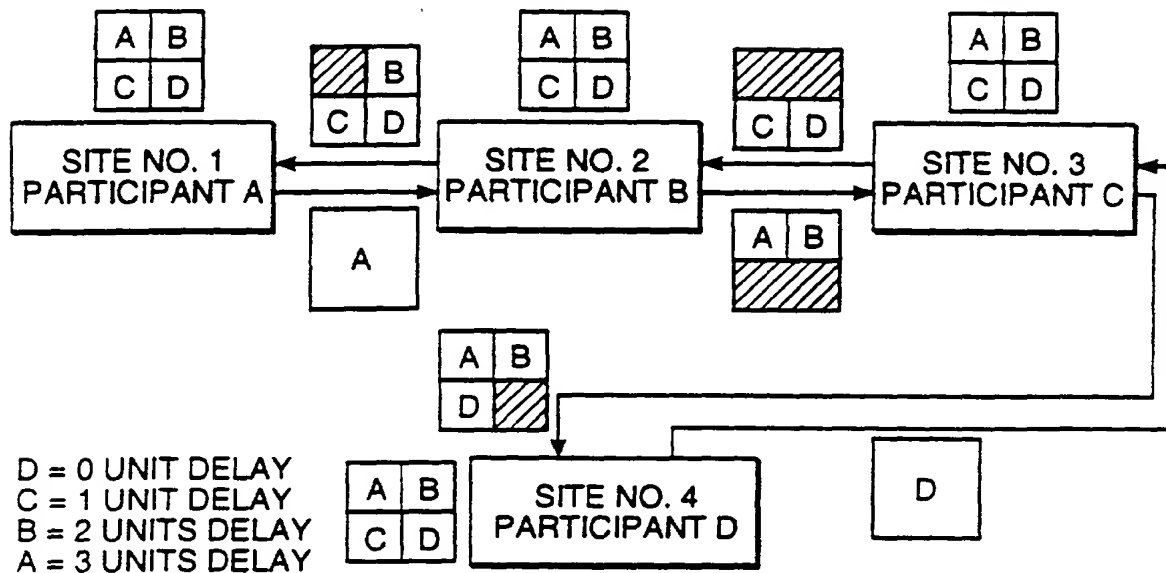 A B
C D
B
C D
A B
C D
C D
A B
C D
SITE NO. 1
PARTICIPANT A
SITE NO. 2
PARTICIPANT B
SITE NO. 3
PARTICIPANT C
A
A B
A B
D
D = 0 UNIT DELAY
C = 1 UNIT DELAY
B = 2 UNITS DELAY
A = 3 UNITS DELAY
A B
C D
SITE NO. 4
PARTICIPANT D
D